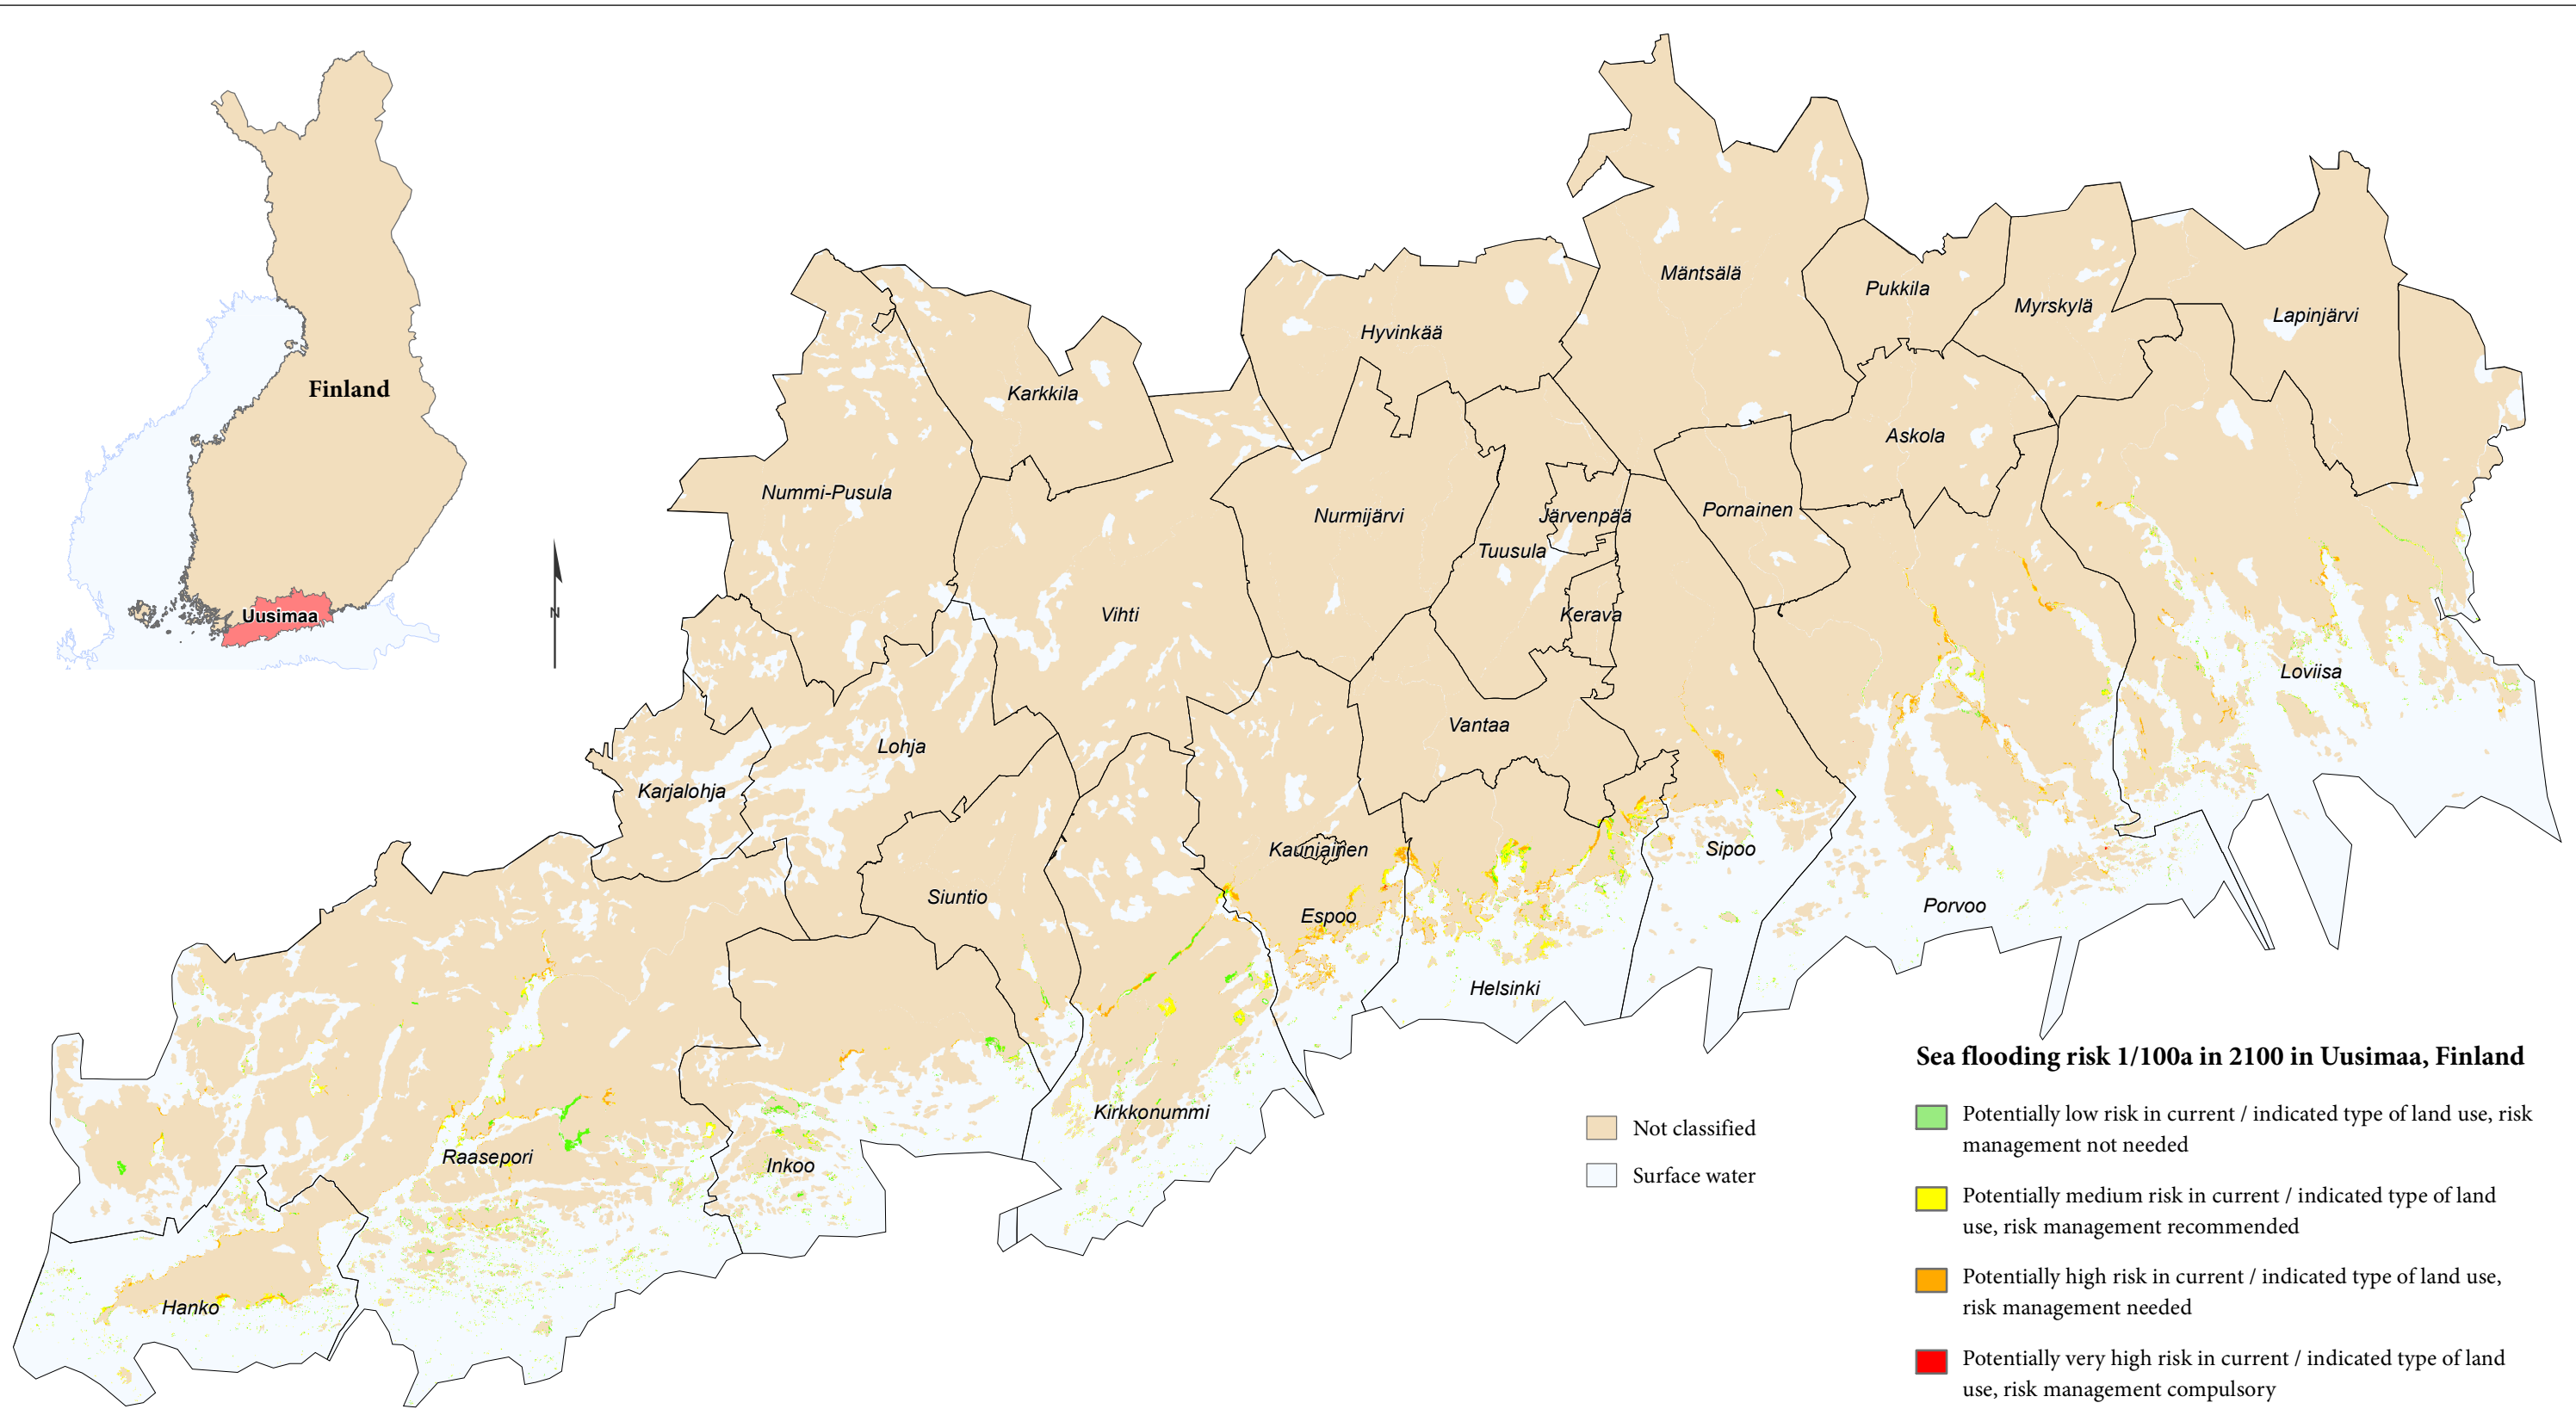 Finland
Uusimaa
N
Mäntsälä
Pukkila
Myrskylä
Lapinjärvi
Hyvinkää
Karkkila
Askola
Nummi-Pusula
Nurmijärvi
Järvenpää
Pornainen
Tuusula
Vihti
Kerava
Loviisa
Vantaa
Lohja
Karjalohja
Kauniainen
Sipoo
Siuntio
Espoo
Porvoo
Helsinki
Kirkkonummi
Raasepori
Inkoo
Hanko
Not classified
Surface water
Sea flooding risk 1/100a in 2100 in Uusimaa, Finland
Potentially low risk in current / indicated type of land use, risk
management not needed
Potentially medium risk in current / indicated type of land
use, risk management recommended
Potentially high risk in current / indicated type of land use,
risk management needed
Potentially very high risk in current / indicated type of land
use, risk management compulsory